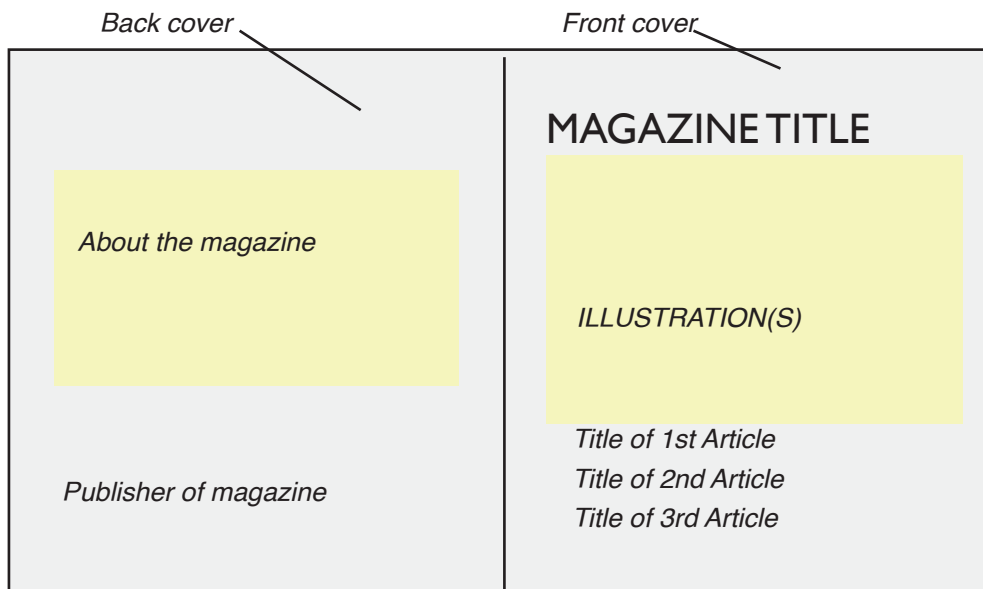 Back cover
Front cover
About the magazine
Publisher of magazine
MAGAZINE TITLE
ILLUSTRATION(S)
Title of 1st Article
Title of 2nd Article
Title of 3rd Article